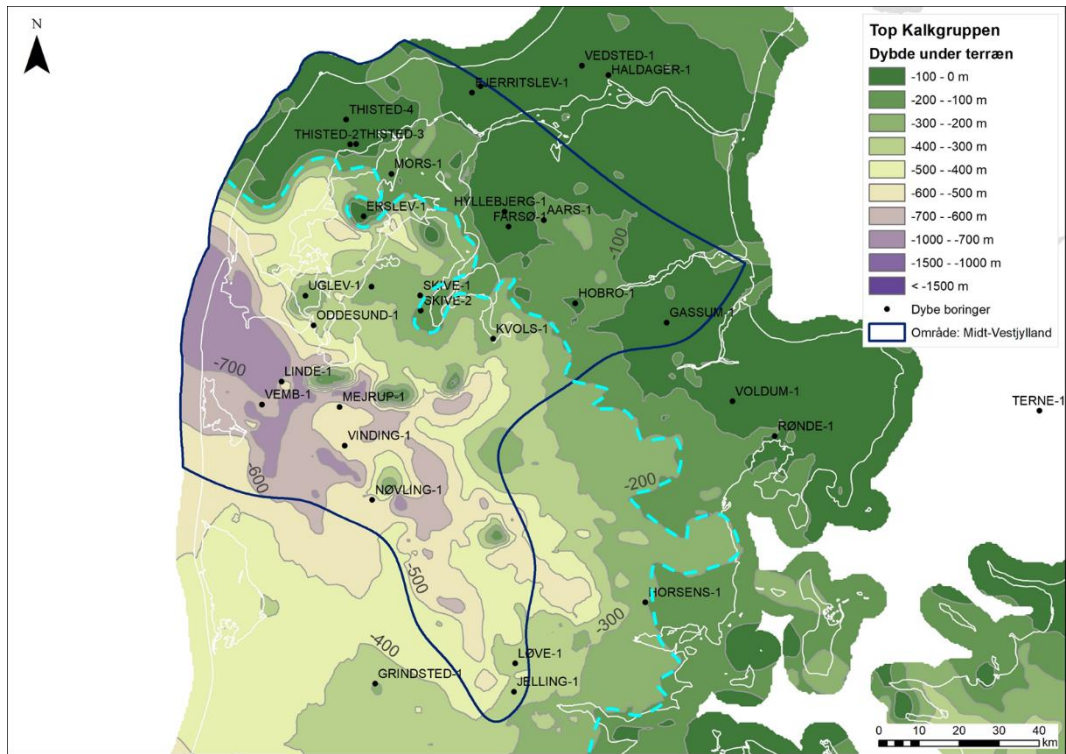 N
Top Kalkgruppen
Dybde under terræn
-100 - 0 m
-200 - -100 m
-300 - -200 m
-400 - -300 m
-500 - -400 m
-600 - -500 m
-700 - -600 m
-1000 - -700 m
-1500 - -1000 m
< -1500 m
Dybe boringer
Område: Midt-Vestjylland
VEDSTED-1
HALDAGER-1
FJERRITSLEV-1
THISTED-4
THISTED-2
THISTED-3
MORS-1
ERSLEV-1
HYLLEBJERG-1
FARSØ-1
AARS-1
-100
UGLEV-1
SKIVE-1
SKIVE-2
HOBRO-1
GASSUM-1
ODDESUND-1
KVOLS-1
-700
LINDE-1
VEMB-1
MEJRUP-1
VOLDUM-1
TERNE-1
RØNDE-1
VINDING-1
-600
-200
NØVLING-1
-500
HORSENS-1
-300
-400
LØVE-1
GRINDSTED-1
JELLING-1
0 10 20 30 40
km